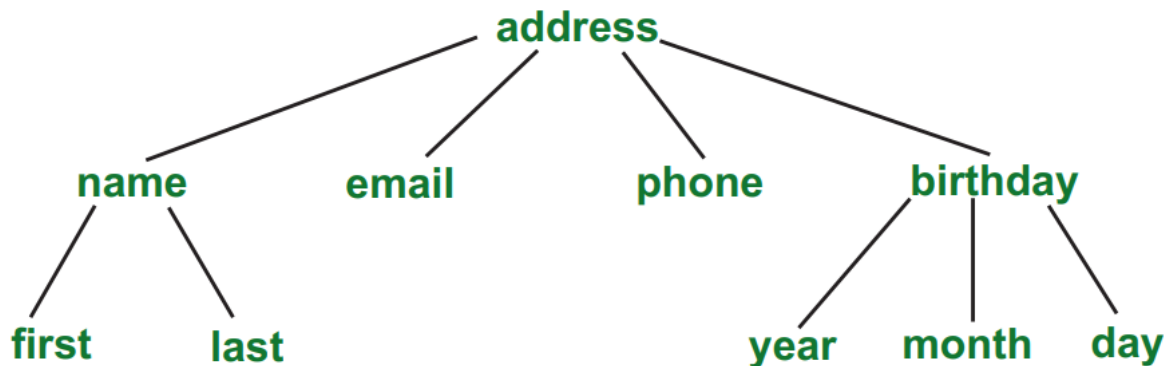 address
name email phone birthday
first last year month day